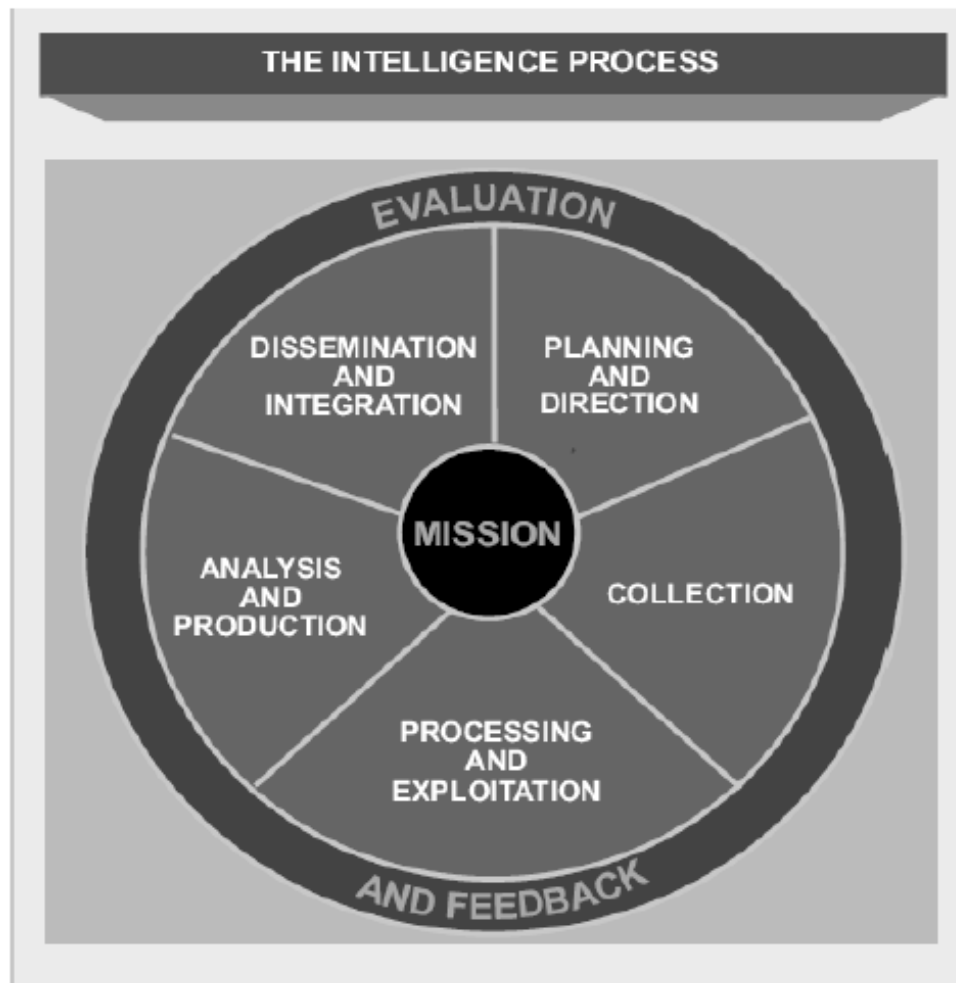 THE INTELLIGENCE PROCESS
EVALUATION
DISSEMINATION
AND
INTEGRATION
PLANNING
AND
DIRECTION
MISSION
ANALYSIS
AND
PRODUCTION
COLLECTION
PROCESSING
AND
EXPLOITATION
AND FEEDBACK